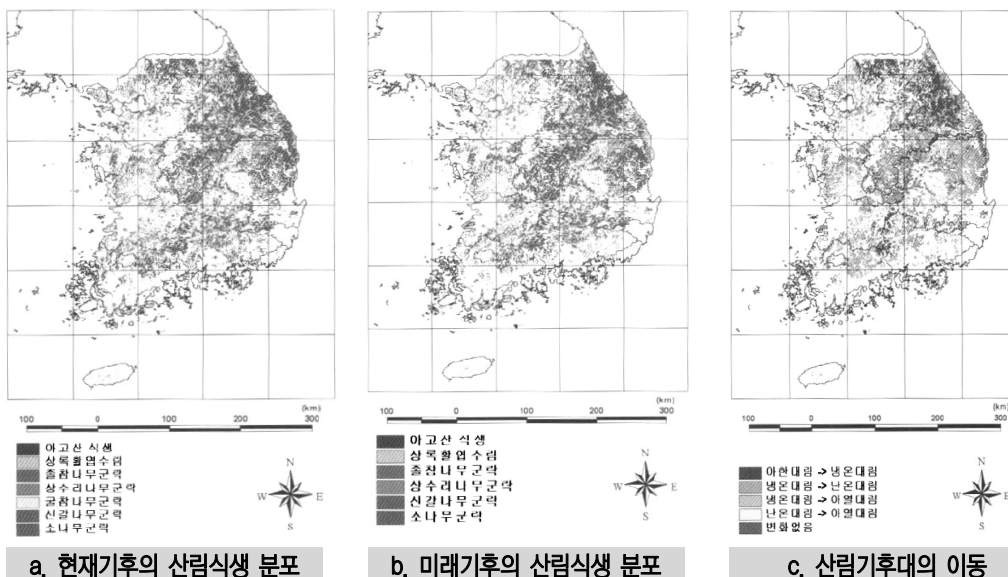 (km)
100 0 100 200 300
아고산 식생
상록활엽수림
졸참나무군락
상수리나무군락
굴참나무군락
신갈나무군락
소나무군락
N
W E
S
a. 현재기후의 산림식생 분포
(km)
100 0 100 200 300
아고산 식생
상록활엽수림
졸참나무군락
상수리나무군락
신갈나무군락
소나무군락
N
W E
S
b. 미래기후의 산림식생 분포
(km)
100 0 100 200 300
아한대림 -> 냉온대림
냉온대림 -> 난온대림
냉온대림 -> 아열대림
난온대림 -> 아열대림
변화없음
N
W E
S
c. 산림기후대의 이동